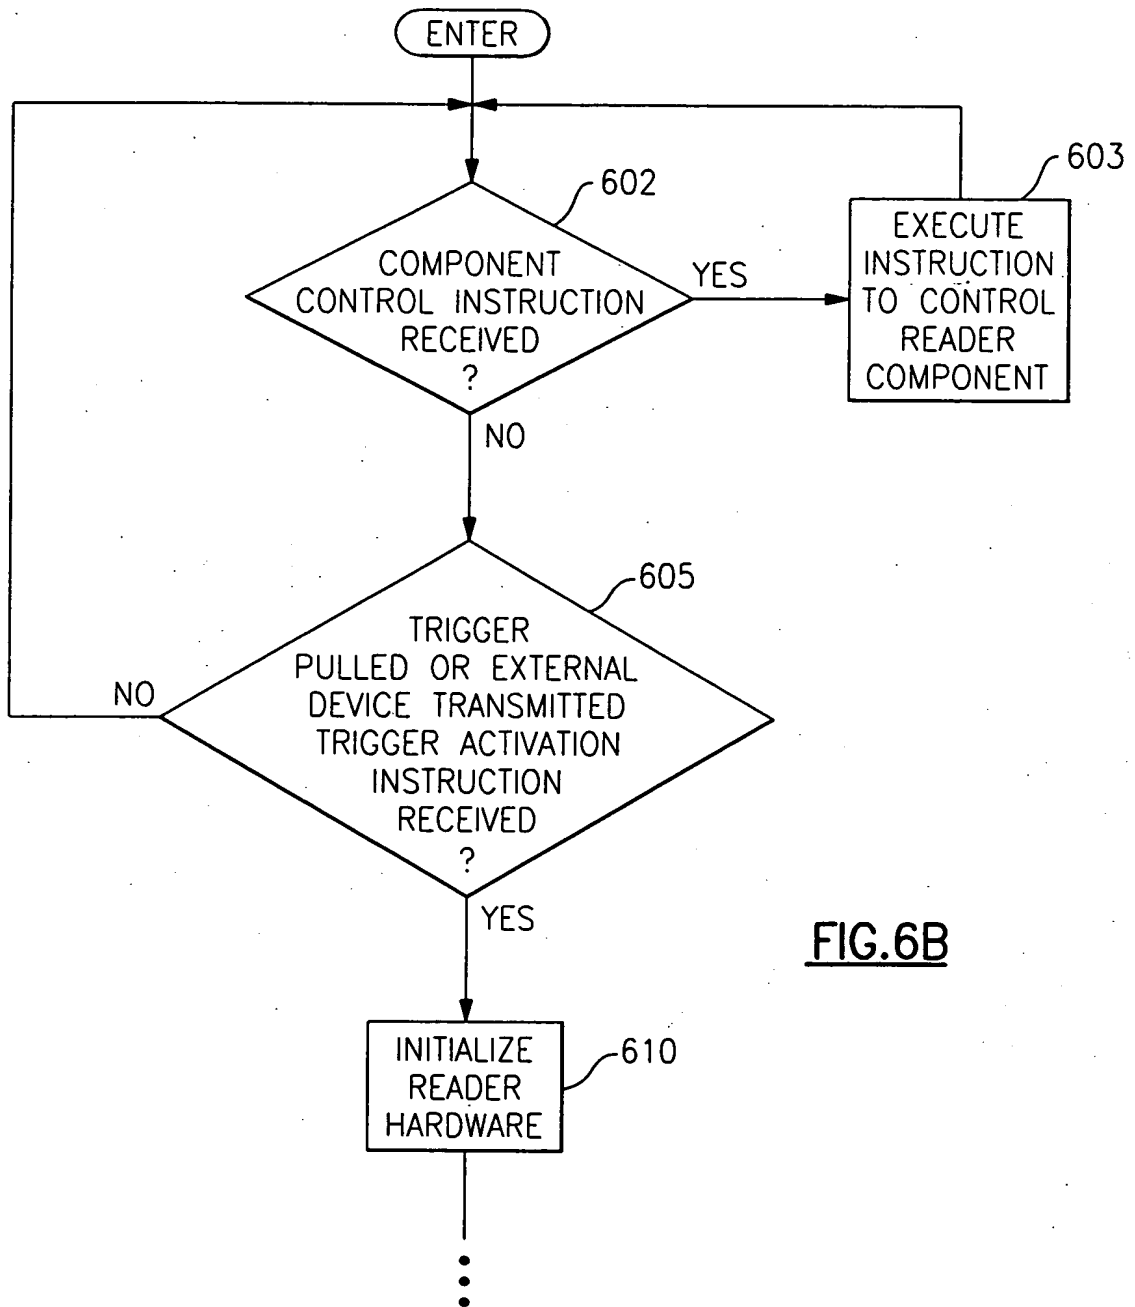 ENTER
602
603
COMPONENT
CONTROL INSTRUCTION
RECEIVED
?
YES
EXECUTE
INSTRUCTION
TO CONTROL
READER
COMPONENT
NO
605
TRIGGER
PULLED OR EXTERNAL
DEVICE TRANSMITTED
TRIGGER ACTIVATION
INSTRUCTION
RECEIVED
?
NO
YES
FIG.6B
INITIALIZE
READER
HARDWARE
610